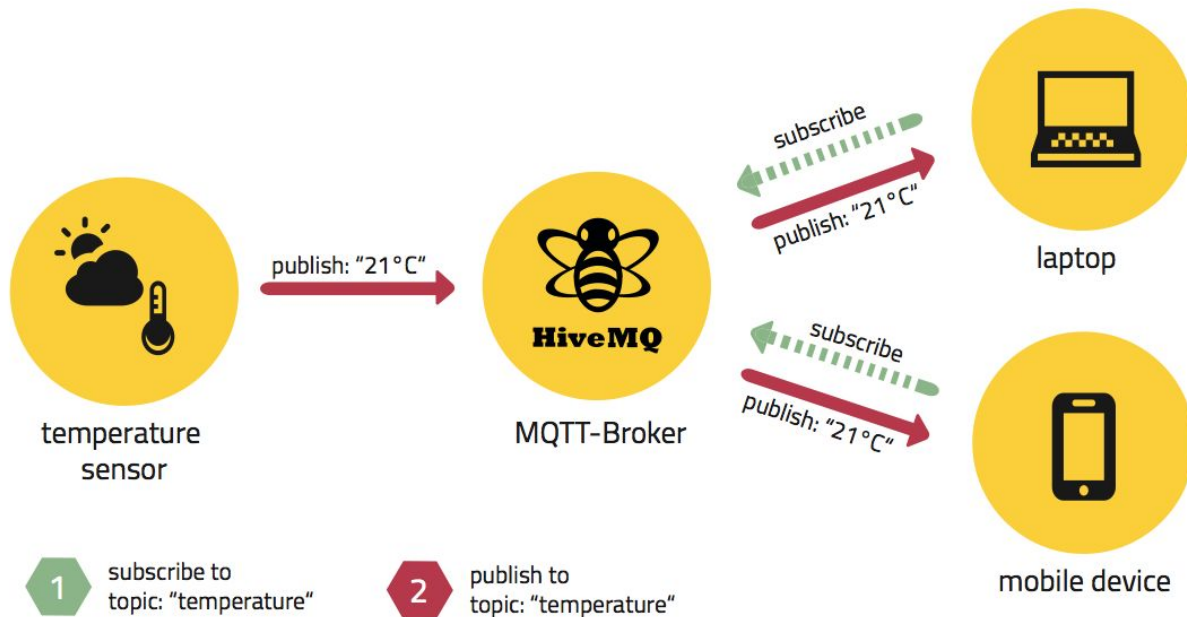 subscribe
publish: "21°C"
laptop
publish: "21°C"
HiveMQ
subscribe
publish: "21°C"
temperature
sensor
MQTT-Broker
mobile device
1
subscribe to
topic: "temperature"
2
publish to
topic: "temperature"